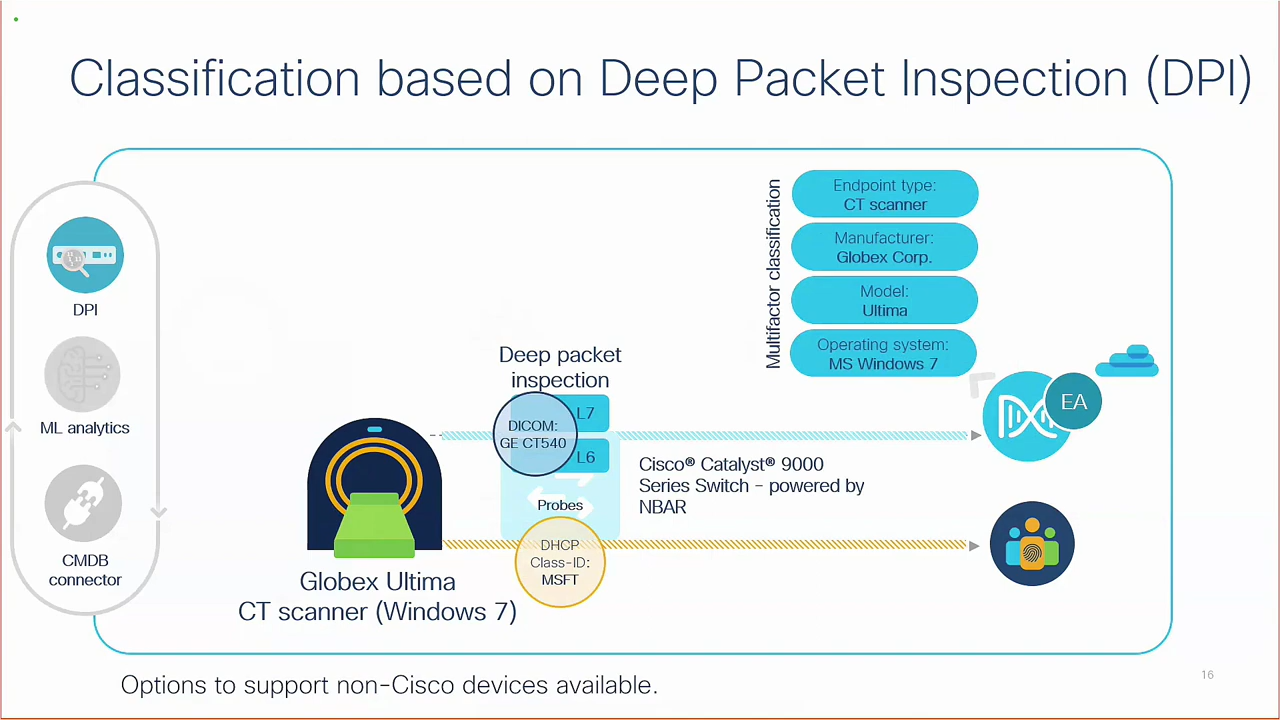 Classification based on Deep Packet Inspection (DPI)
DPI
ML analytics
CMDB
connector
Deep packet
inspection
DICOM:
GE CT540
L7
L6
Probes
DHCP
Class-ID:
MSFT
Globex Ultima
CT scanner (Windows 7)
Cisco® Catalyst® 9000
Series Switch – powered by
NBAR
Multifactor classification
Endpoint type:
CT scanner
Manufacturer:
Globex Corp.
Model:
Ultima
Operating system:
MS Windows 7
EA
Options to support non-Cisco devices available.
16